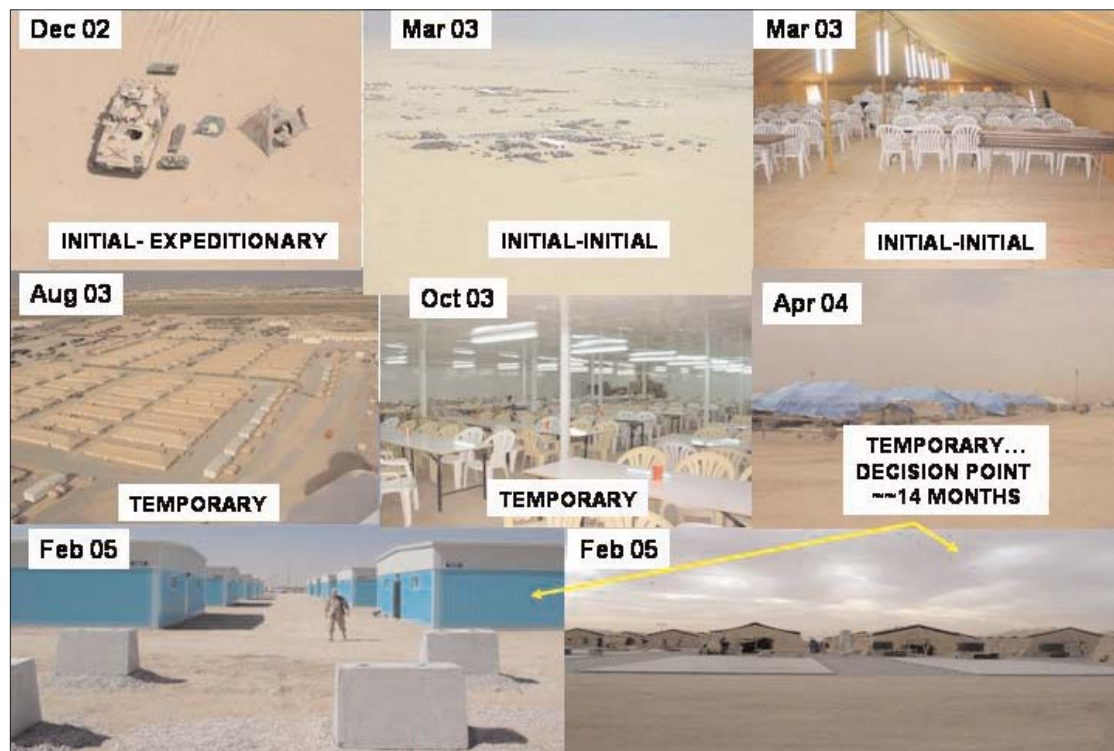 Dec 02
Mar 03
Mar 03
INITIAL- EXPEDITIONARY
INITIAL-INITIAL
INITIAL-INITIAL
Aug 03
Oct 03
Apr 04
TEMPORARY
TEMPORARY
TEMPORARY...
DECISION POINT
~~14 MONTHS
Feb 05
Feb 05